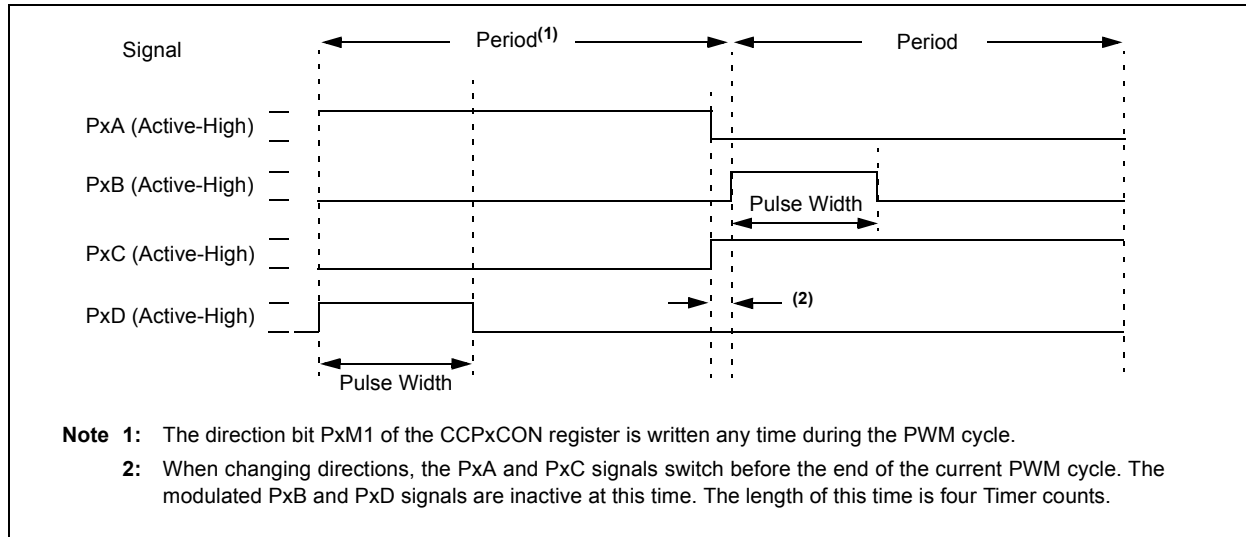 Signal
Period(1)
Period
PxA (Active-High)
PxB (Active-High)
Pulse Width
PxC (Active-High)
(2)
PxD (Active-High)
Pulse Width
Note 1: The direction bit PxM1 of the CCPxCON register is written any time during the PWM cycle.
2: When changing directions, the PxA and PxC signals switch before the end of the current PWM cycle. The
modulated PxB and PxD signals are inactive at this time. The length of this time is four Timer counts.